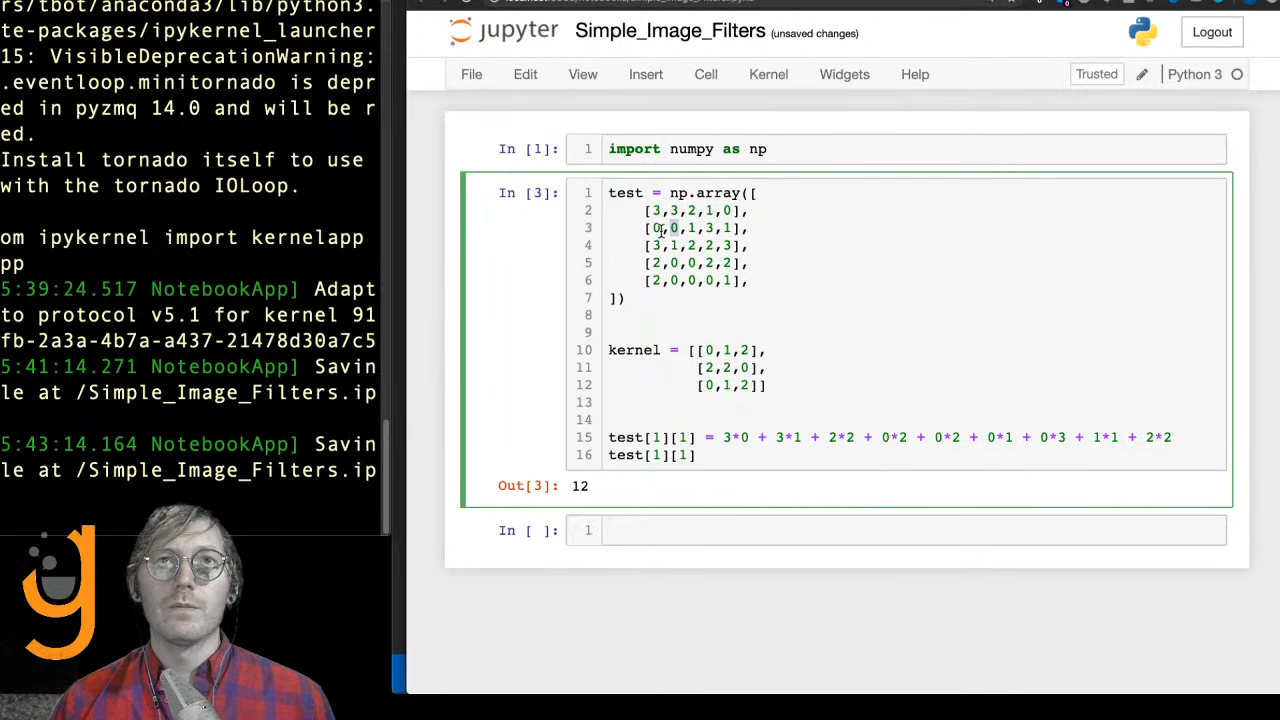 rs/tbot/anaconda3/lib/python3.
te-packages/ipykernel_launcher
15: VisibleDeprecationWarning:
.eventloop.minitornado is depr
ed in pyzmq 14.0 and will be r
ed.
Install tornado itself to use
with the tornado IOLoop.
om ipykernel import kernelapp
pp
5:39:24.517 NotebookApp] Adapt
to protocol v5.1 for kernel 91
fb-2a3a-4b7a-a437-21478d30a7c5
5:41:14.271 NotebookApp] Savin
le at /Simple_Image_Filters.ip
5:43:14.164 NotebookApp] Savin
le at /Simple_Image_Filters.ip
jupyter Simple_Image_Filters (unsaved changes) Logout
File Edit View Insert Cell Kernel Widgets Help Trusted Python 3
In [1]: 1 import numpy as np
In [3]: 1 test = np.array([
2 [3,3,2,1,0],
3 [0,0,1,3,1],
4 [3,1,2,2,3],
5 [2,0,0,2,2],
6 [2,0,0,0,1],
7 ])
8
9
10 kernel = [[0,1,2],
11 [2,2,0],
12 [0,1,2]]
13
14
15 test[1][1] = 3*0 + 3*1 + 2*2 + 0*2 + 0*2 + 0*1 + 0*3 + 1*1 + 2*2
16 test[1][1]
Out[3]: 12
In [ ]: 1